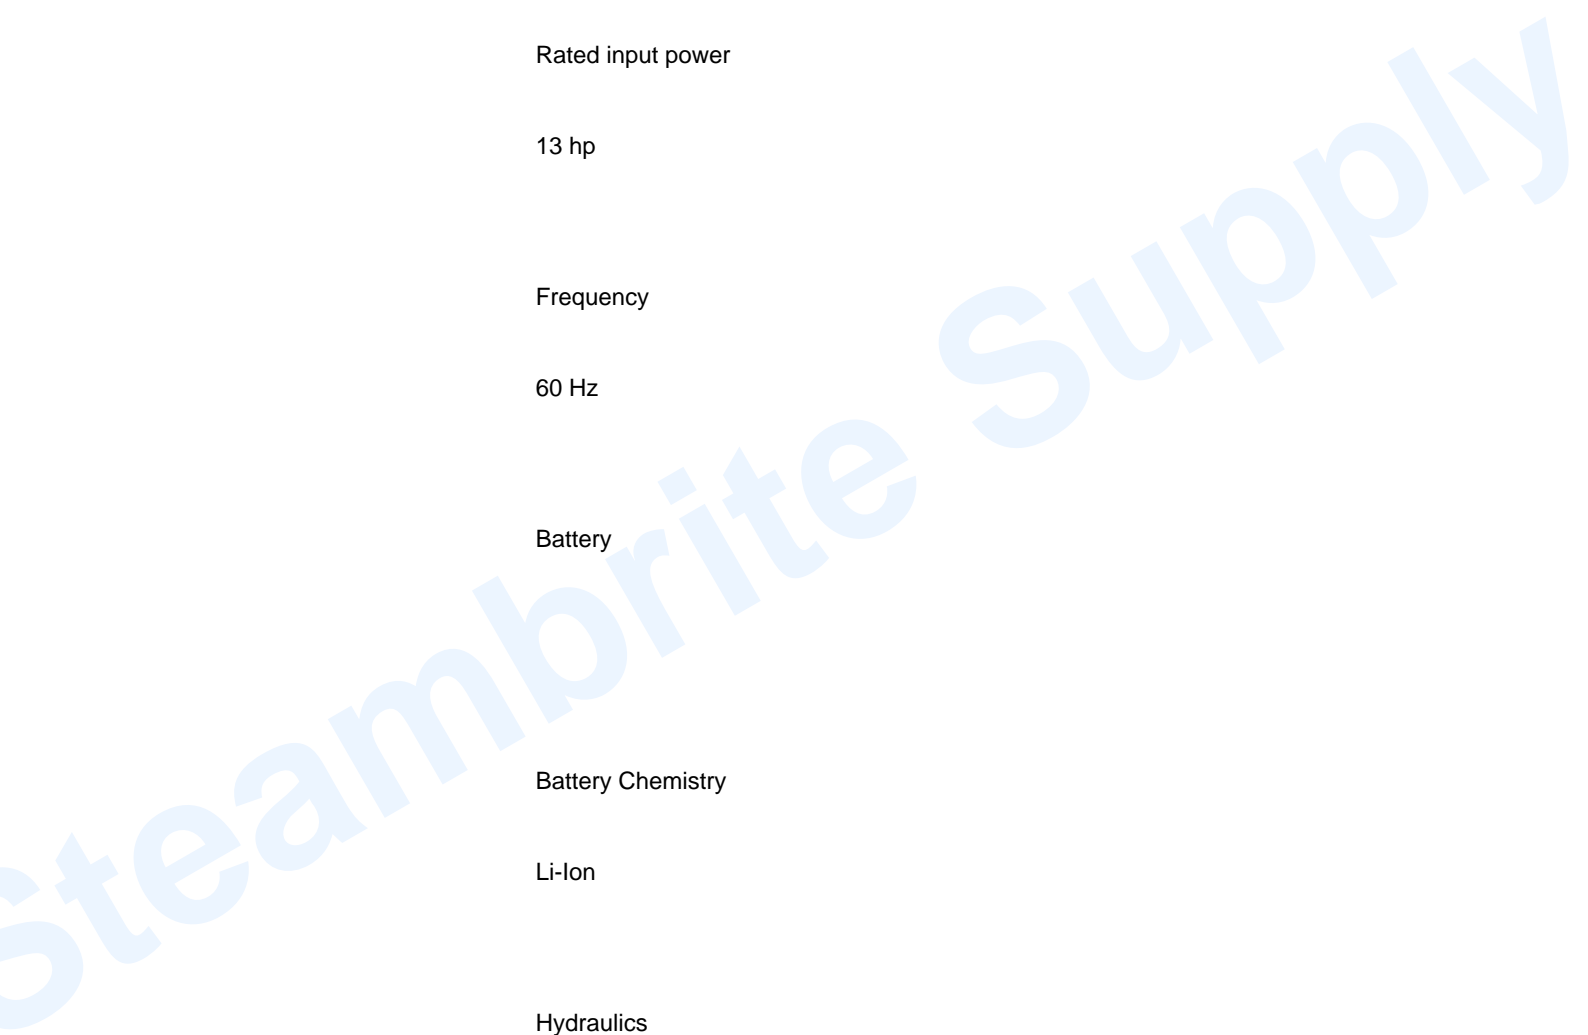 Rated input power
13 hp
Frequency
60 Hz
Battery
Battery Chemistry
Li-Ion
Hydraulics
Steambrite Supply